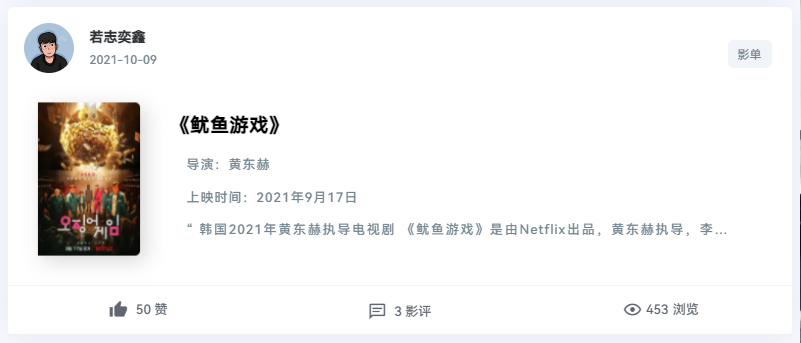 若志奕鑫
2021-10-09
影单
《鱿鱼游戏》
导演：黄东赫
上映时间：2021年9月17日
“ 韩国2021年黄东赫执导电视剧 《鱿鱼游戏》是由Netflix出品，黄东赫执导，李...
오징어게임
50 赞
3 影评
453 浏览